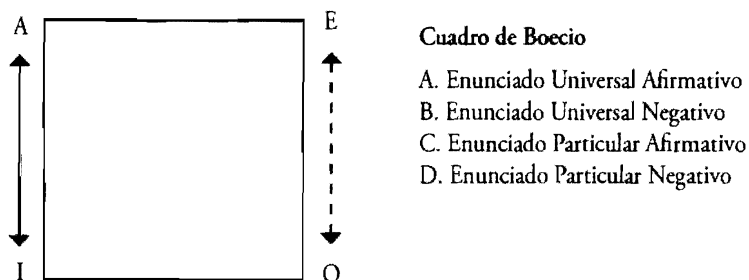 A
E
I
O
Cuadro de Boecio
A. Enunciado Universal Afirmativo
B. Enunciado Universal Negativo
C. Enunciado Particular Afirmativo
D. Enunciado Particular Negativo